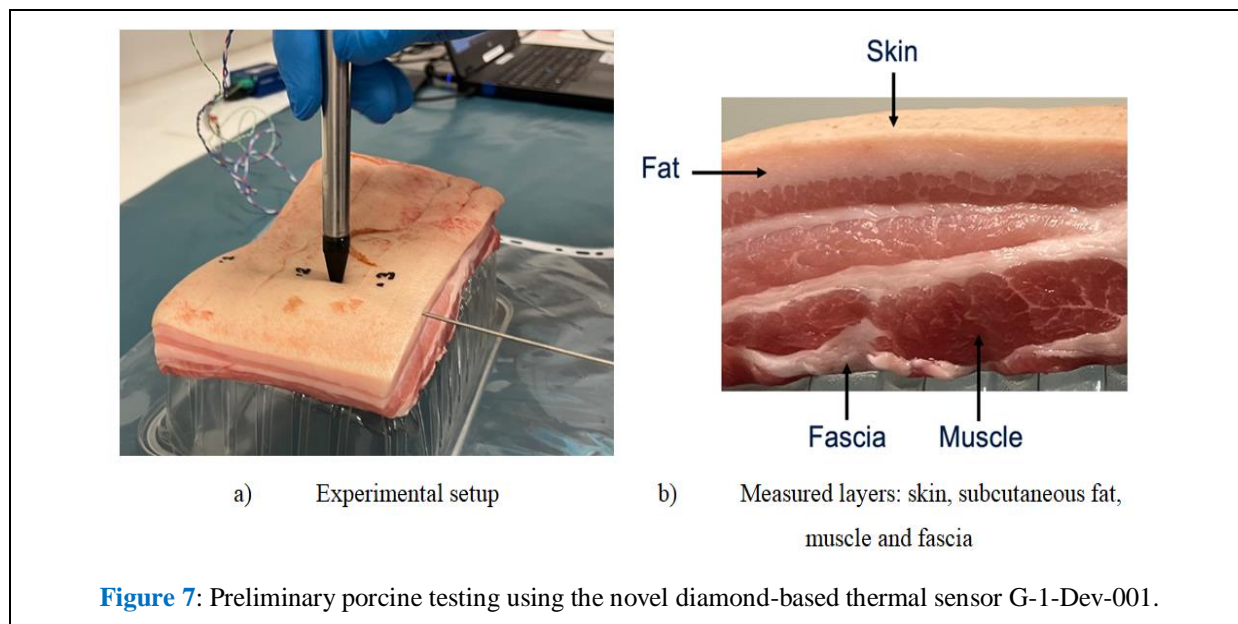 Skin
Fat
Fascia Muscle
a) Experimental setup
b) Measured layers: skin, subcutaneous fat,
muscle and fascia
Figure 7: Preliminary porcine testing using the novel diamond-based thermal sensor G-1-Dev-001.